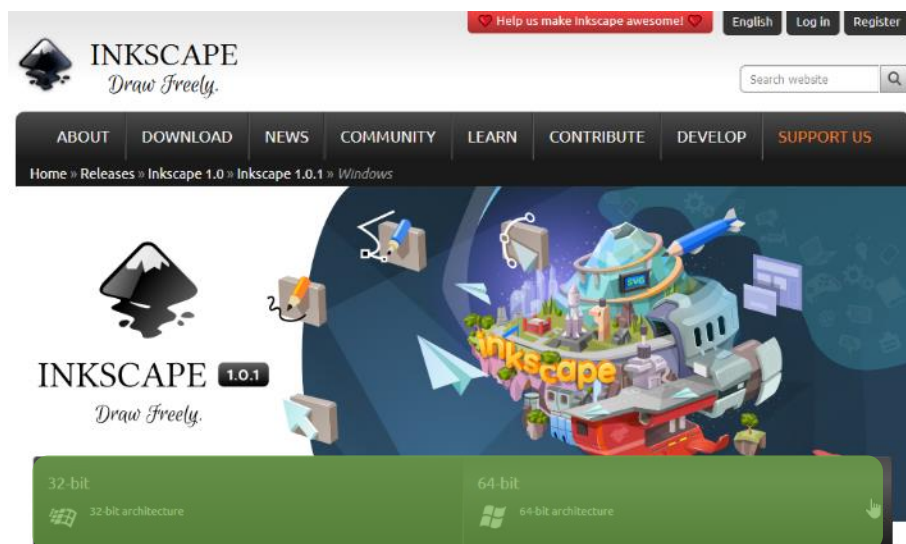 ♡ Help us make Inkscape awesome! ♡ English Log in Register
INKSCAPE
Draw Freely.
Search website
ABOUT DOWNLOAD NEWS COMMUNITY LEARN CONTRIBUTE DEVELOP SUPPORT US
Home » Releases » Inkscape 1.0 » Inkscape 1.0.1 » Windows
SVG
inkscape
INKSCAPE 1.0.1
Draw Freely.
32-bit 64-bit
32-bit architecture 64-bit architecture